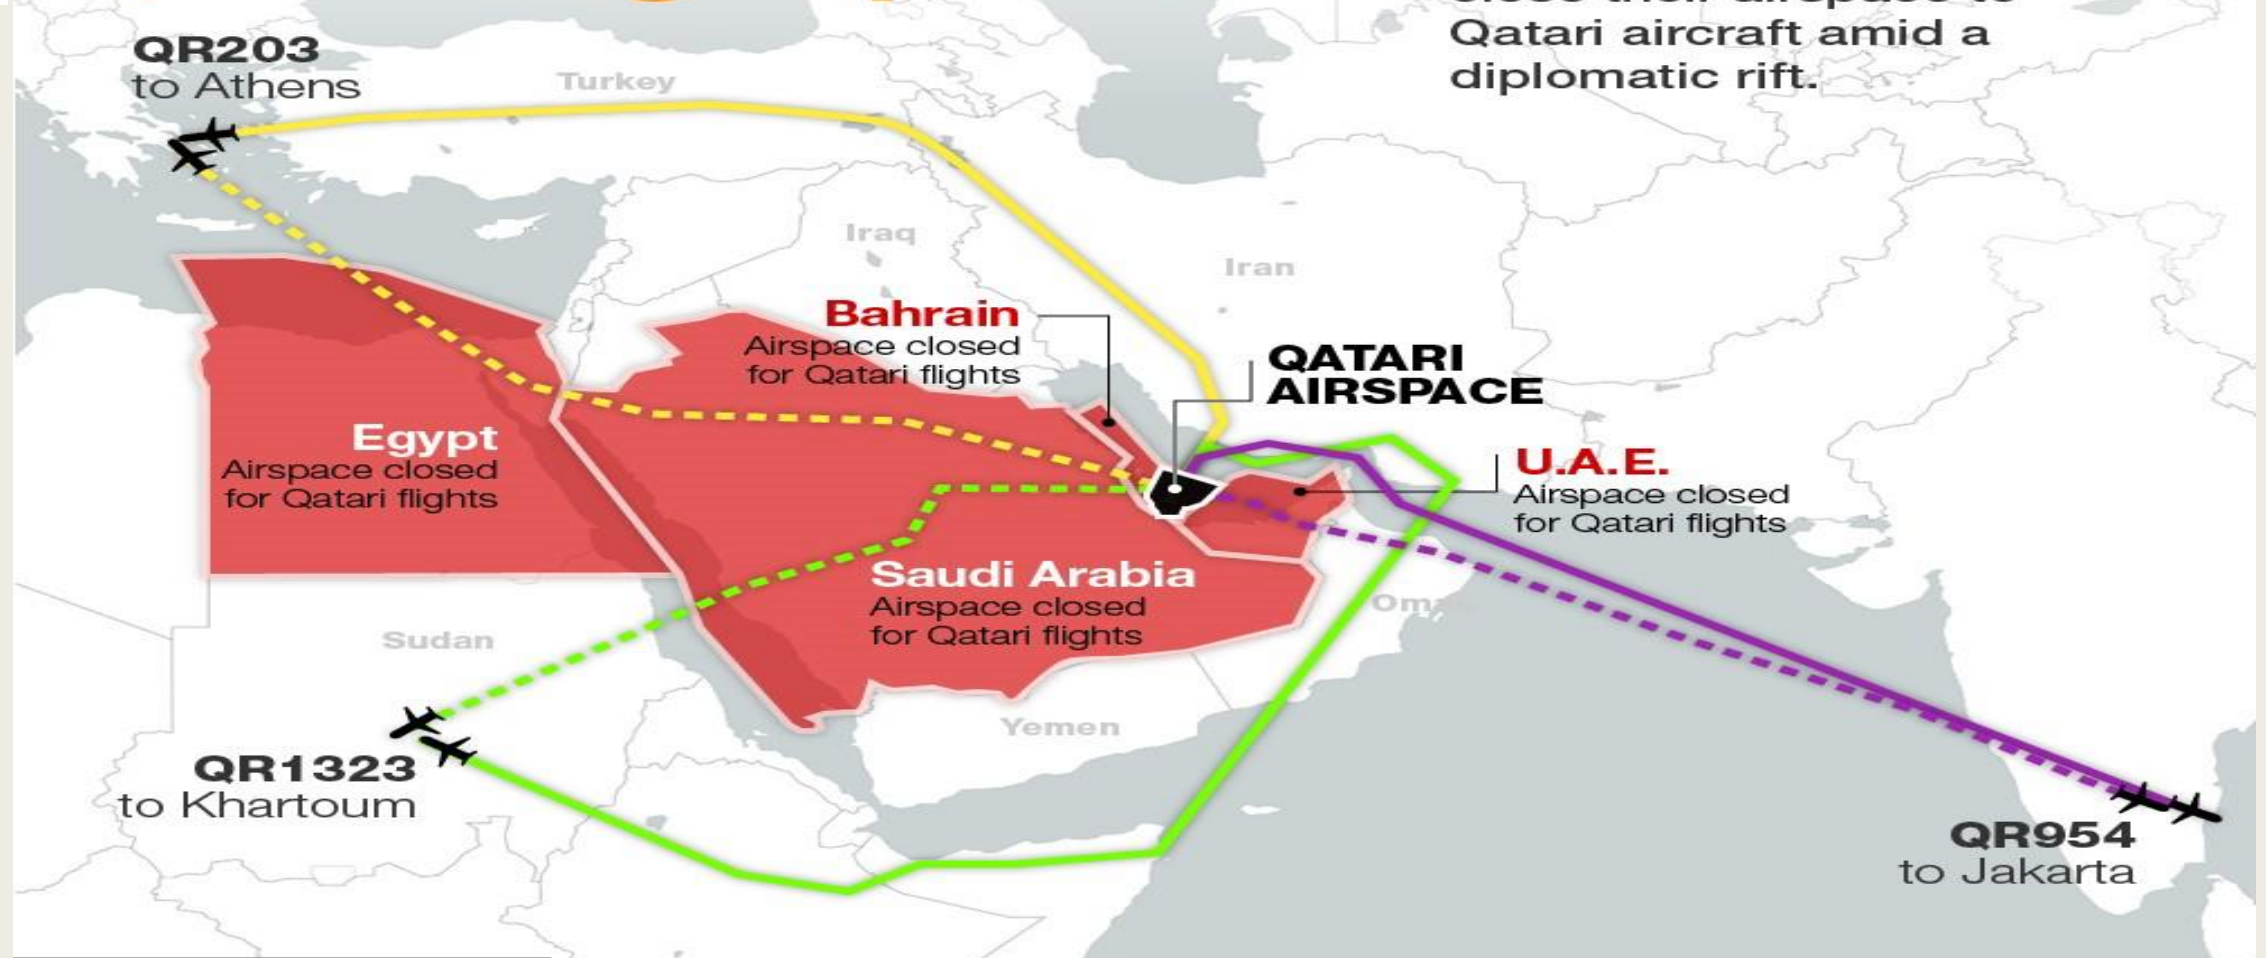 Qatari aircraft amid a
diplomatic rift.
QR203
to Athens
Turkey
Iraq
Iran
Bahrain
Airspace closed
for Qatari flights
QATARI
AIRSPACE
Egypt
Airspace closed
for Qatari flights
U.A.E.
Airspace closed
for Qatari flights
Saudi Arabia
Airspace closed
for Qatari flights
Sudan
Yemen
QR1323
to Khartoum
QR954
to Jakarta